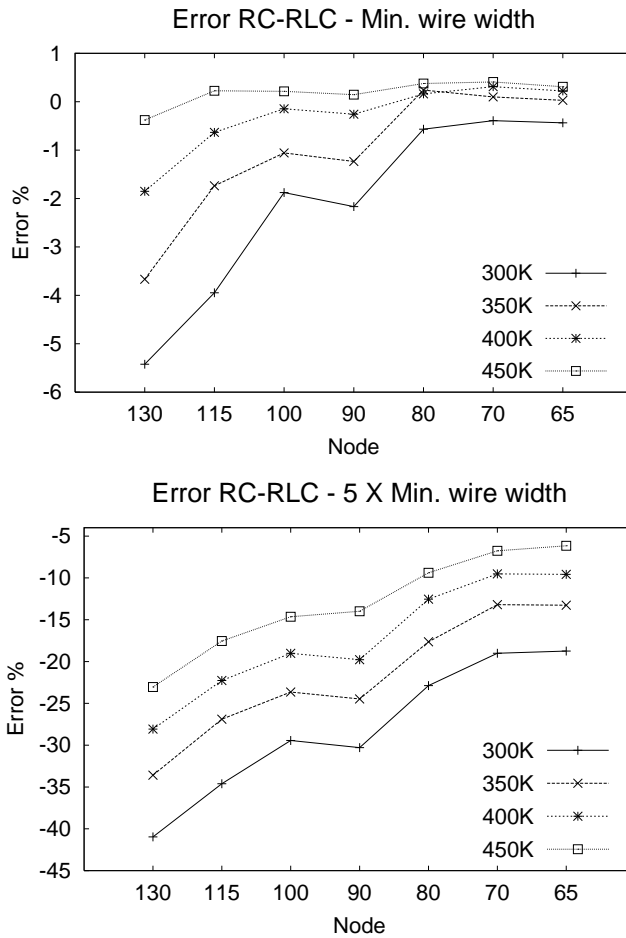 Error RC-RLC - Min. wire width
1
0
-1
-2
-3
-4
-5
-6
Error %
300K
350K
400K
450K
130 115 100 90 80 70 65
Node
Error RC-RLC - 5 X Min. wire width
-5
-10
-15
-20
-25
-30
-35
-40
-45
Error %
300K
350K
400K
450K
130 115 100 90 80 70 65
Node